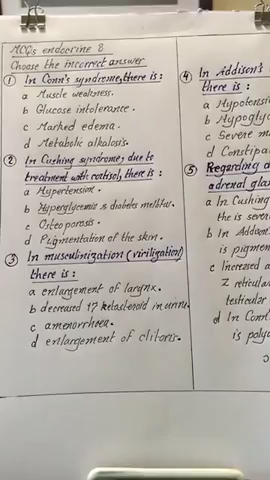 MCQs endocrine 8
Choose the incorrect answer
① In Conn's syndrome, there is :
a Muscle weakness.
b Glucose intolerance.
c Marked edema.
d Metabolic alkalosis.
② In Cushing syndrome, due to
treatment with cortisol, there is :
a Hypertension.
b Hyperglycemia & diabetes mellitus.
c Osteoporosis.
d Pigmentation of the skin.
③ In musculinization (virilization)
there is :
a enlargement of larynx.
b decreased 17 ketosteroid in urine.
c amenorrhoea.
d enlargement of clitoris.
④ In Addison's
there is :
a Hypotensi
b Hypogly
c Severe m
d Constipa
⑤ Regarding a
adrenal gla
a In Cushing
the is seve
b In Addison
is pigmen
c Increased a
Z reticular
testicular
d In Conn's
is poly